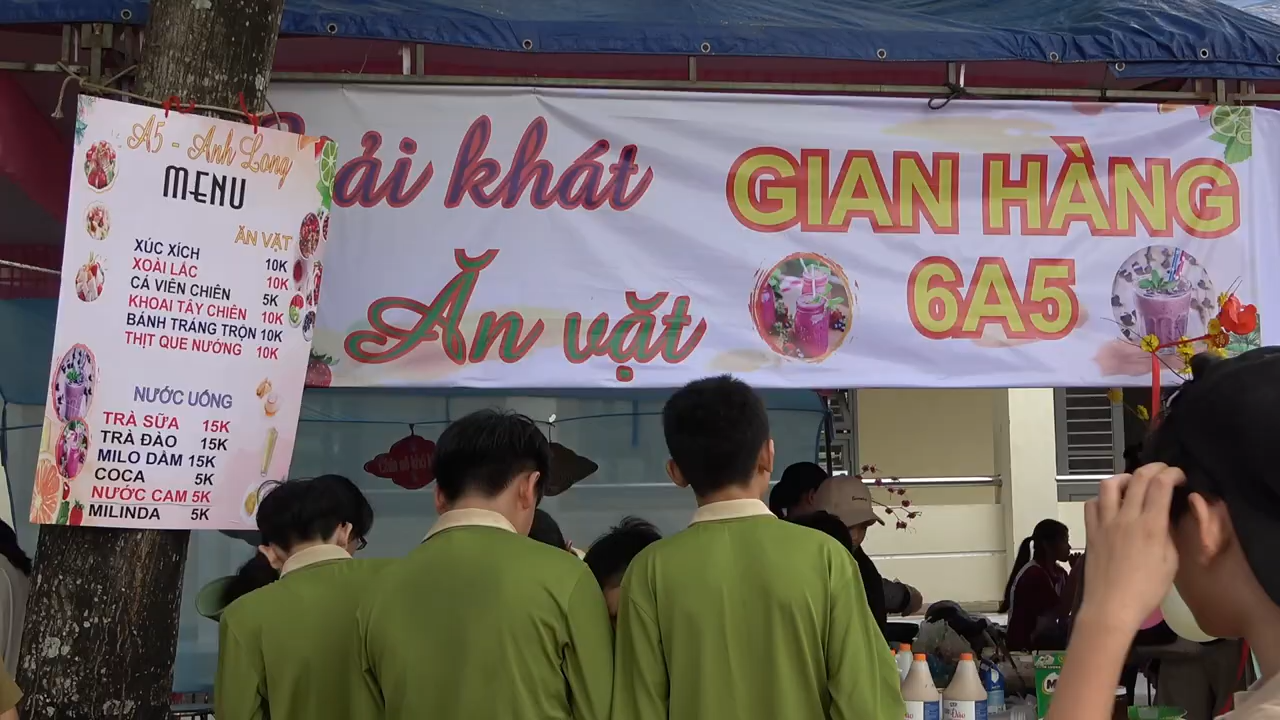 A5 - Anh Long
MENU
ĂN VẶT
XÚC XÍCH 10K
XOÀI LẮC 10K
CÁ VIÊN CHIÊN 5K
KHOAI TÂY CHIÊN 10K
BÁNH TRÁNG TRỘN 10K
THỊT QUE NƯỚNG 10K
NƯỚC UỐNG
TRÀ SỮA 15K
TRÀ ĐÀO 15K
MILO DẦM 15K
COCA 5K
NƯỚC CAM 5K
MILINDA 5K
ải khát
Ăn vặt
GIAN HÀNG
6A5